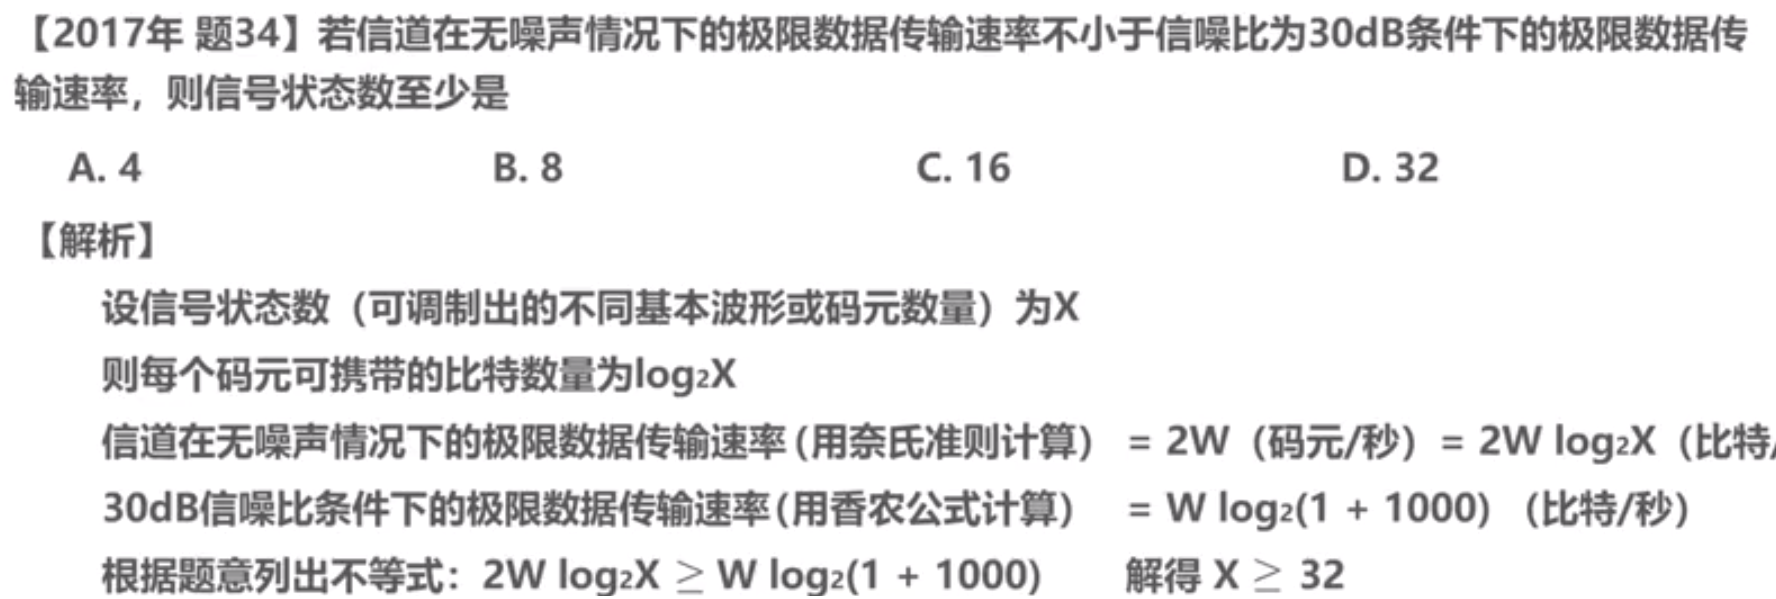 【2017年 题34】若信道在无噪声情况下的极限数据传输速率不小于信噪比为30dB条件下的极限数据传
输速率，则信号状态数至少是
A. 4 B. 8 C. 16 D. 32
【解析】
设信号状态数（可调制出的不同基本波形或码元数量）为X
则每个码元可携带的比特数量为log₂X
信道在无噪声情况下的极限数据传输速率(用奈氏准则计算） = 2W（码元/秒）= 2W log₂X（比特/
30dB信噪比条件下的极限数据传输速率(用香农公式计算） = W log₂(1 + 1000) （比特/秒）
根据题意列出不等式：2W log₂X ≥ W log₂(1 + 1000) 解得 X ≥ 32